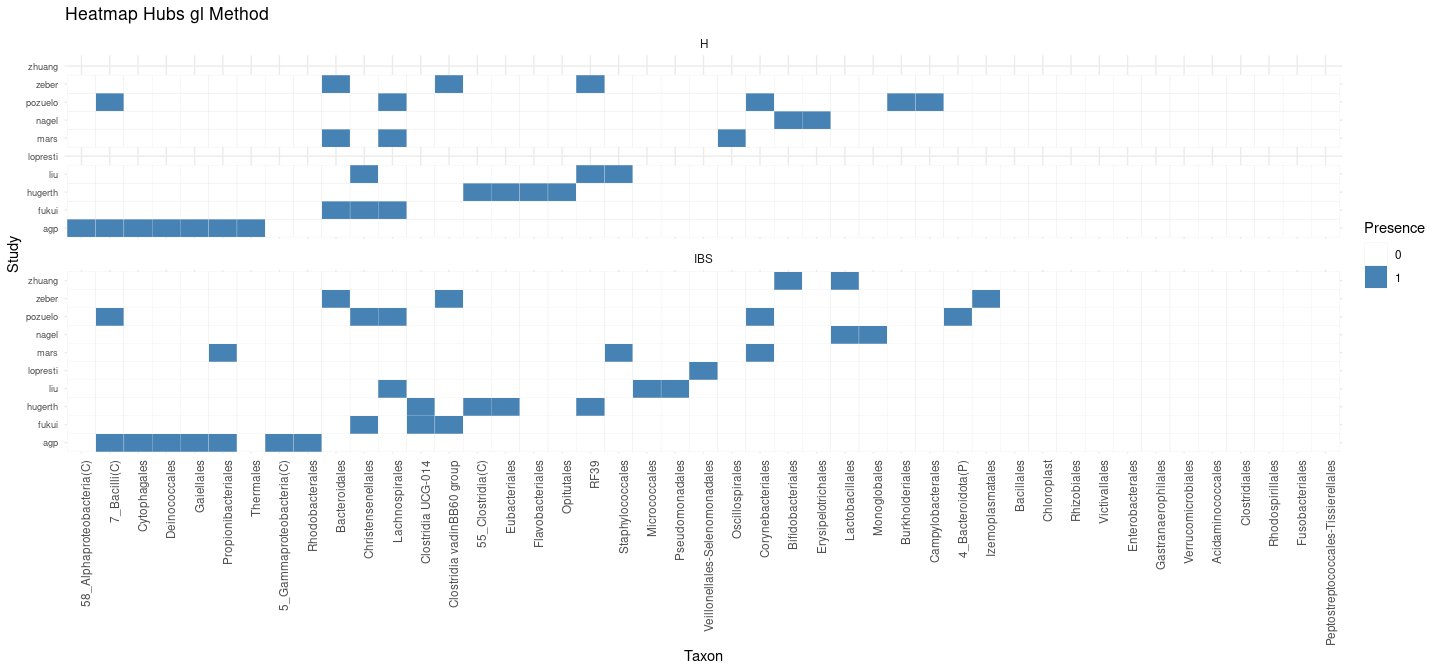 Heatmap Hubs gl Method
H
zhuang
zeber
pozuelo
nagel
mars
lopresti
liu
hugerth
fukui
agp
Study
IBS
zhuang
zeber
pozuelo
nagel
mars
lopresti
liu
hugerth
fukui
agp
58_Alphaproteobacteria(C)
7_Bacilli(C)
Cytophagales
Deinococcales
Gaiellales
Propionibacteriales
Thermales
5_Gammaproteobacteria(C)
Rhodobacterales
Bacteroidales
Christensenellales
Lachnospirales
Clostridia UCG-014
Clostridia vadinBB60 group
55_Clostridia(C)
Eubacteriales
Flavobacteriales
Opitutales
RF39
Staphylococcales
Micrococcales
Pseudomonadales
Veillonellales-Selenomonadales
Oscillospirales
Corynebacteriales
Bifidobacteriales
Erysipelotrichales
Lactobacillales
Monoglobales
Burkholderiales
Campylobacterales
4_Bacteroidota(P)
Izemoplasmatales
Bacillales
Chloroplast
Rhizobiales
Victivallales
Enterobacterales
Gastranaerophilales
Verrucomicrobiales
Acidaminococcales
Clostridiales
Rhodospirillales
Fusobacteriales
Peptostreptococcales-Tissierellales
Taxon
Presence
0
1